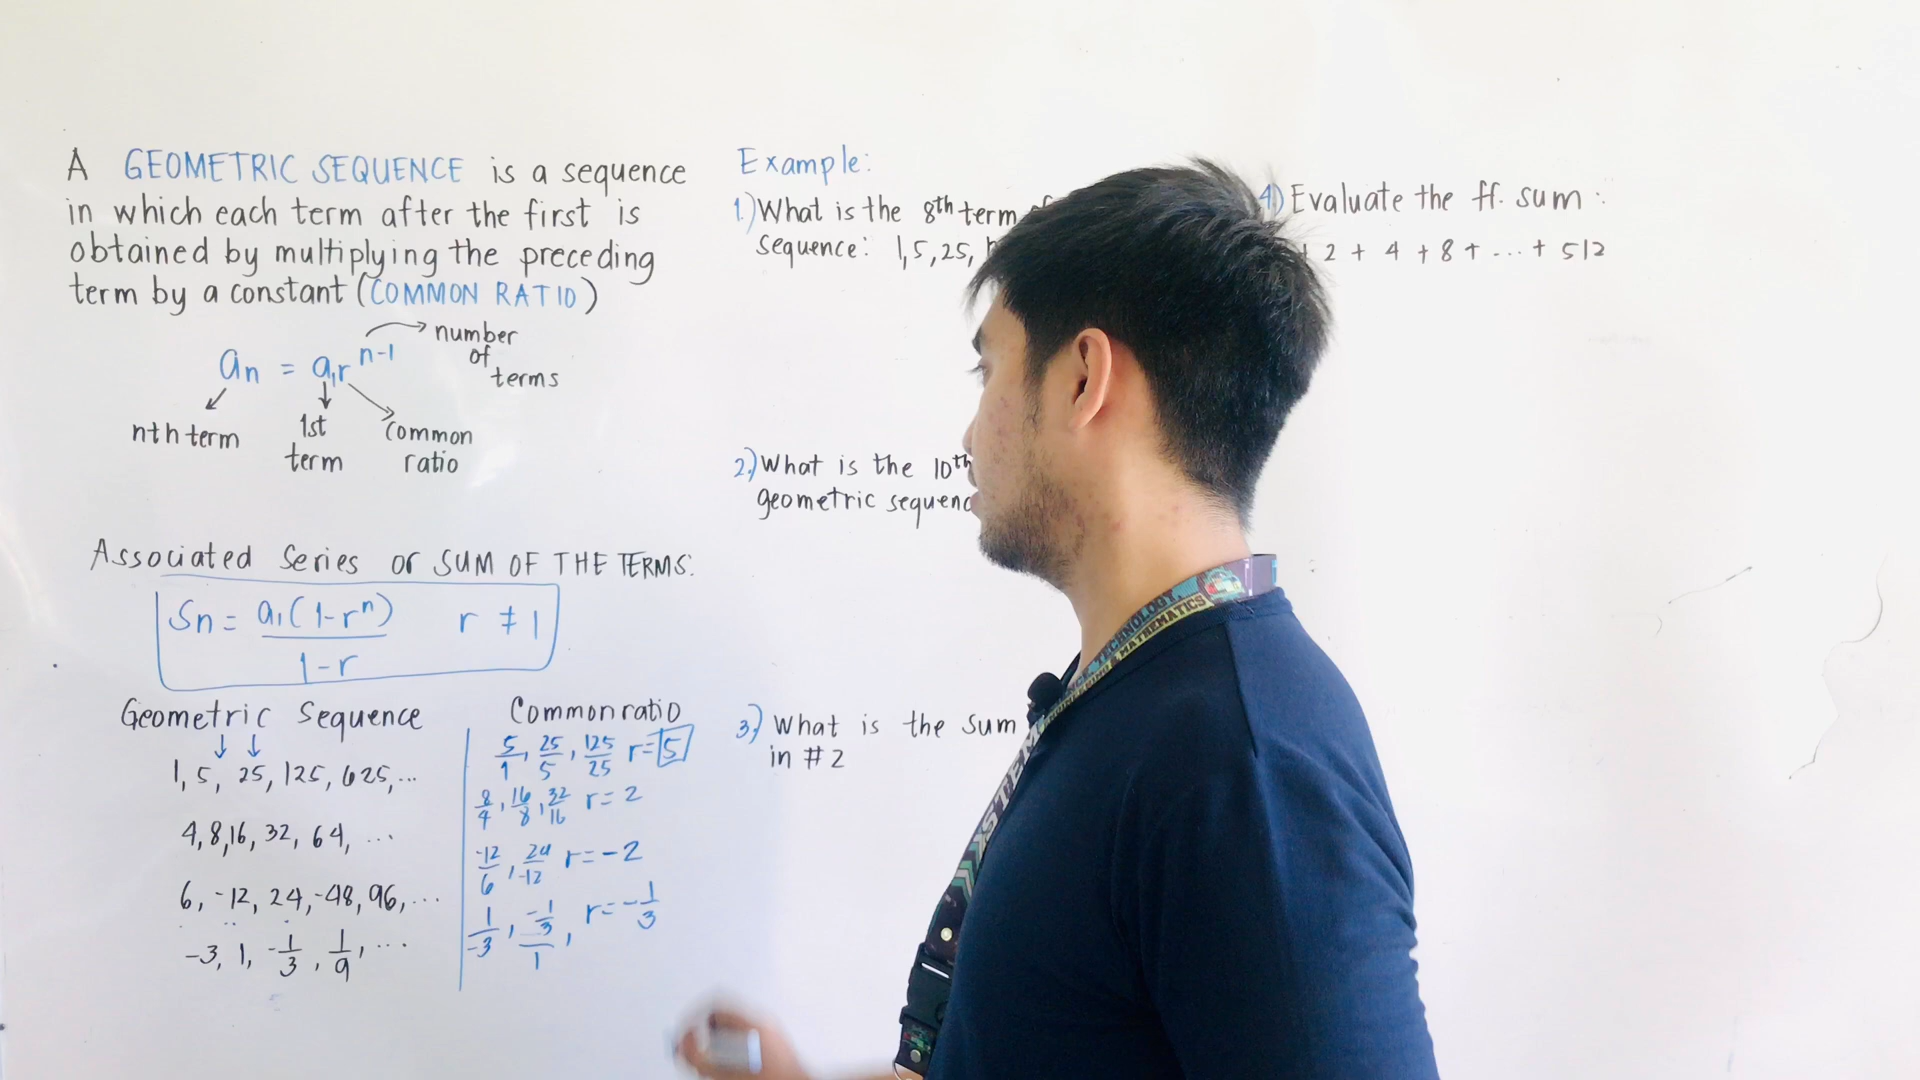 A GEOMETRIC SEQUENCE is a sequence
in which each term after the first is
obtained by multiplying the preceding
term by a constant (COMMON RATIO)
an = a₁r^(n-1)
number
of
terms
nth term
1st
term
common
ratio
Associated Series or SUM OF THE TERMS:
Sn = a₁(1-rⁿ) / 1-r   r ≠ 1
Geometric Sequence
1, 5, 25, 125, 625, ...
4, 8, 16, 32, 64, ...
6, -12, 24, -48, 96, ...
-3, 1, -1/3, 1/9, ...
Common ratio
5/1, 25/5, 125/25 r=5
8/4, 16/8, 32/16 r=2
-12/6, 24/-12 r=-2
1/-3, -1/3/1, r=-1/3
Example:
1.) What is the 8th term
sequence: 1, 5, 25,
2.) What is the 10th
geometric sequenc
3.) What is the sum
in #2
4.) Evaluate the ff. sum:
+ 2 + 4 + 8 + ... + 512
TECHNOLOGY
& MATHEMATICS